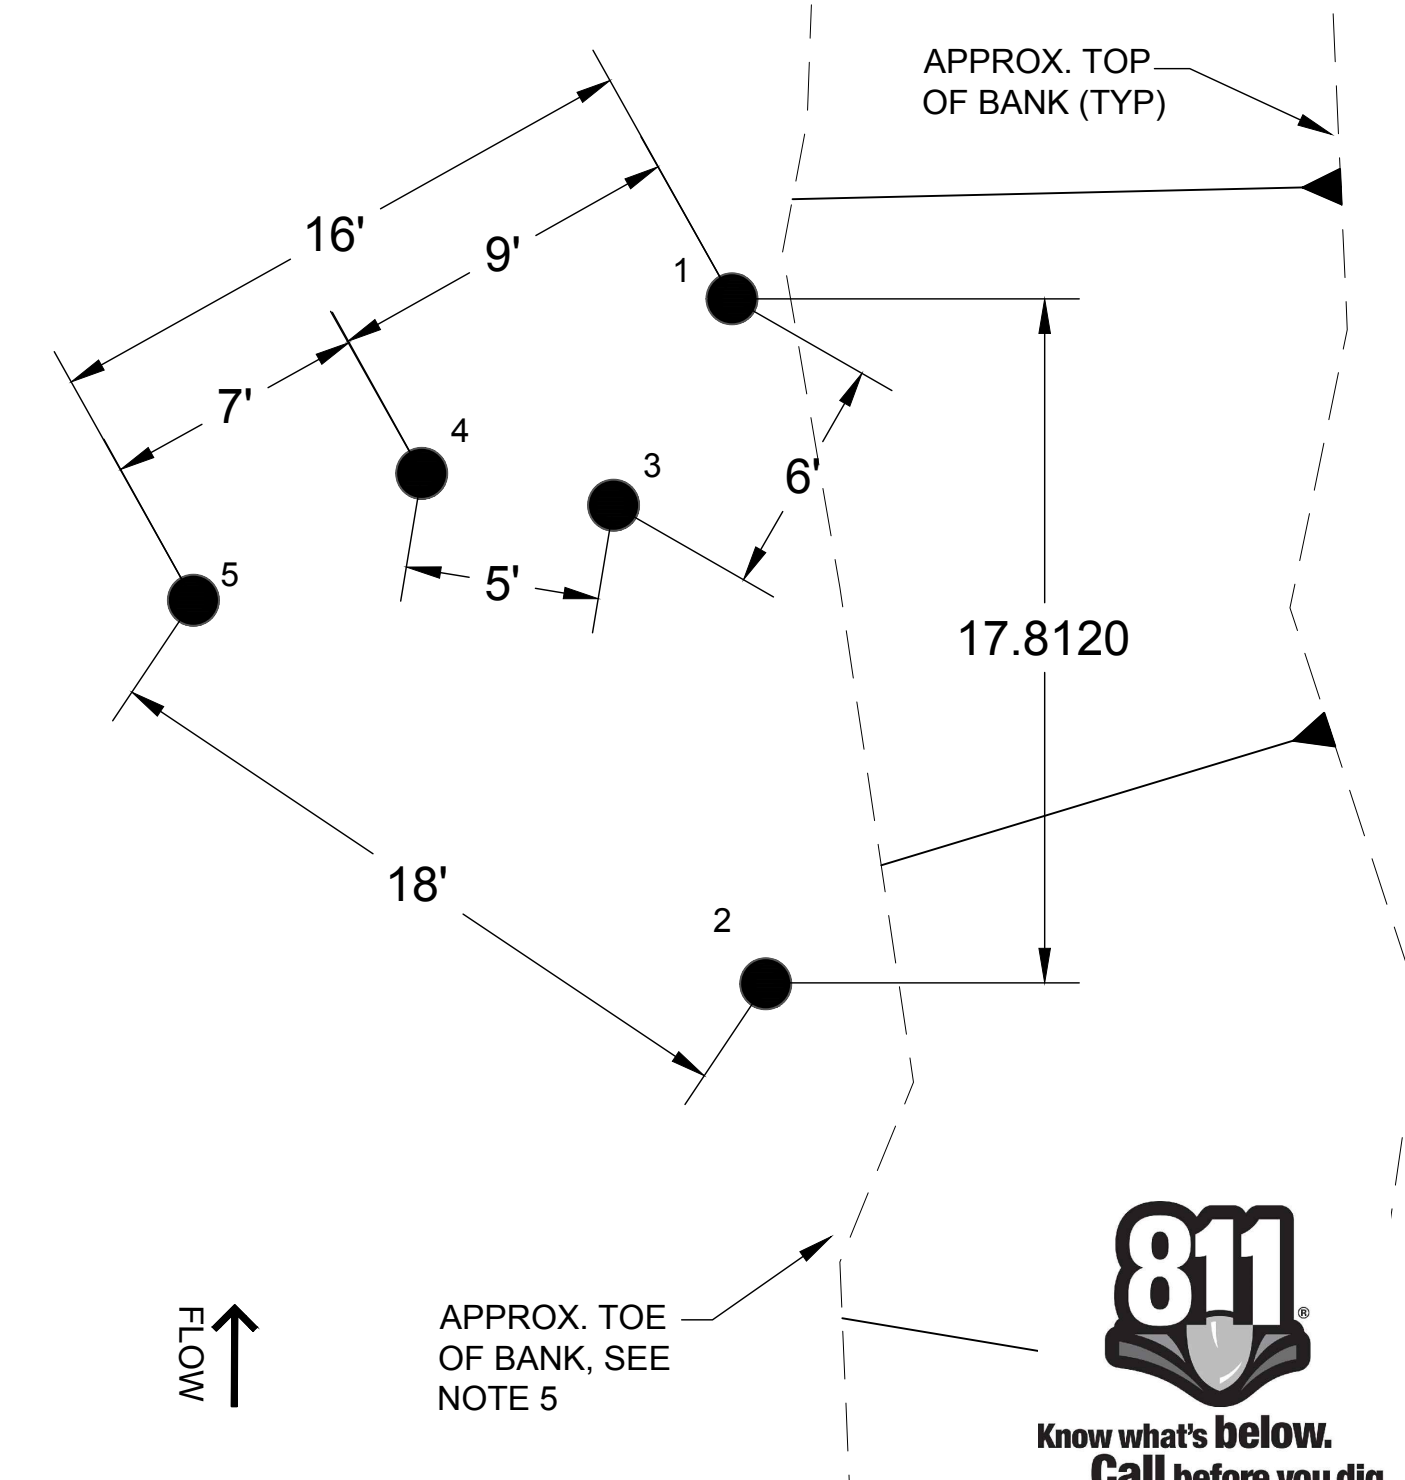 APPROX. TOP
OF BANK (TYP)
16'
9'
1
7'
4
3
6'
5
5'
17.8120
18'
2
FLOW
APPROX. TOE
OF BANK, SEE
NOTE 5
811
®
Know what's below.
Call before you dig